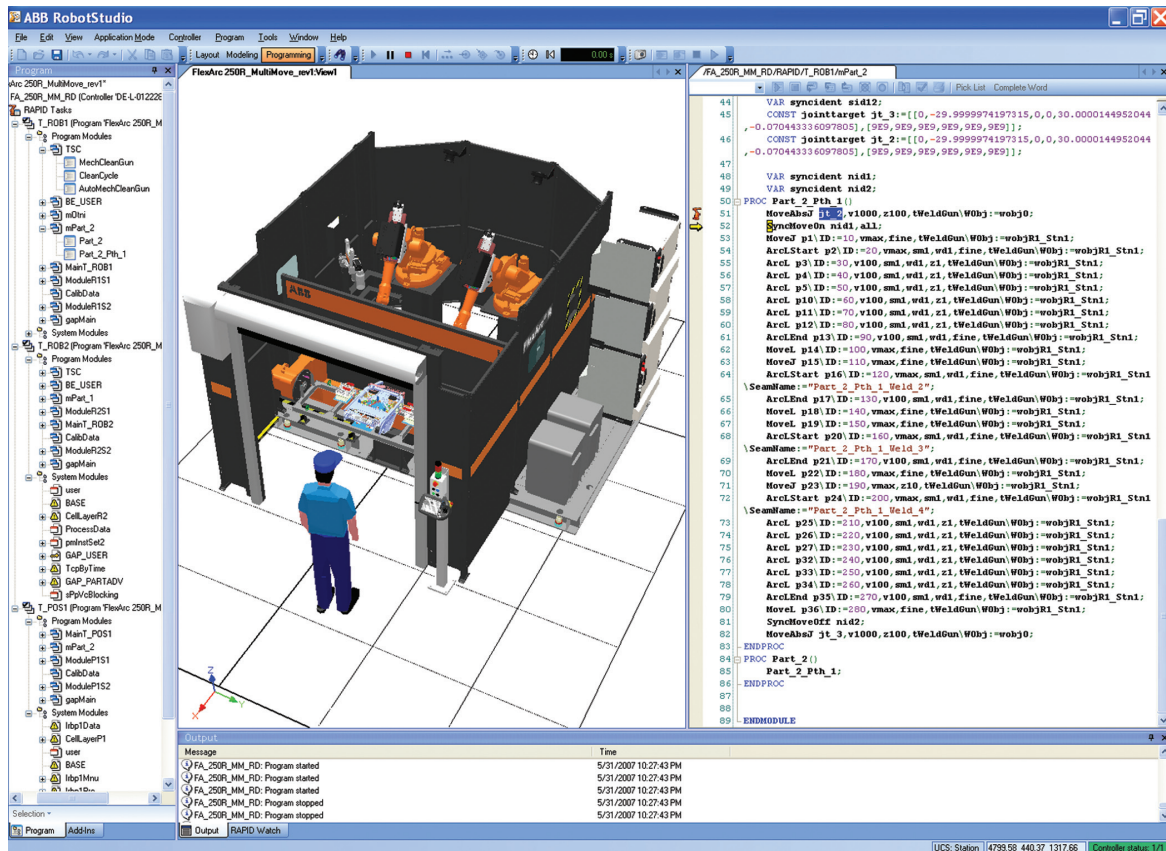 ABB RobotStudio
File Edit View Application Mode Controller Program Tools Window Help
Layout Modeling Programming 0.00 s
Program
xArc 250R_MultiMove_rev1"
FA_250R_MM_RD (Controller 'DE-L-012228
RAPID Tasks
T_ROB1 (Program 'FlexArc 250R_M
Program Modules
TSC
MechCleanGun
CleanCycle
AutoMechCleanGun
BE_USER
mPart_2
Part_2
Part_2_Pth_1
MainT_ROB1
ModuleR1S1
CalibData
ModuleR1S2
gapMain
System Modules
T_ROB2 (Program 'FlexArc 250R_M
Program Modules
TSC
BE_USER
mPart_1
ModuleR2S1
MainT_ROB2
CalibData
ModuleR2S2
gapMain
System Modules
user
BASE
CellLayerR2
ProcessData
pmInstSet2
GAP_USER
TcpByTime
GAP_PARTADV
sPpVcBlocking
T_POS1 (Program 'FlexArc 250R_M
Program Modules
MainT_POS1
mPart_2
ModuleP1S1
CalibData
ModuleP1S2
gapMain
System Modules
Irbp1Data
CellLayerP1
user
BASE
Irbp1Mnu
Selection
Program Add-Ins
FlexArc 250R_MultiMove_rev1:View1
ABB
Z
Y
X
/FA_250R_MM_RD/RAPID/T_ROB1/mPart_2
Pick List Complete Word
44 VAR syncident sid12;
45 CONST jointtarget jt_3:=[[0,-29.9999974197315,0,0,30.0000144952044
,-0.070443336097805],[9E9,9E9,9E9,9E9,9E9,9E9]];
46 CONST jointtarget jt_2:=[[0,-29.9999974197315,0,0,30.0000144952044
,-0.070443336097805],[9E9,9E9,9E9,9E9,9E9,9E9]];
47
48 VAR syncident nid1;
49 VAR syncident nid2;
50 PROC Part_2_Pth_1()
51 MoveAbsJ jt_2,v1000,z100,tWeldGun\WObj:=wobj0;
52 SyncMoveOn nid1,all;
53 MoveJ p1\ID:=10,vmax,fine,tWeldGun\WObj:=wobjR1_Stn1;
54 ArcLStart p2\ID:=20,vmax,sm1,wd1,fine,tWeldGun\WObj:=wobjR1_Stn1;
55 ArcL p3\ID:=30,v100,sm1,wd1,z1,tWeldGun\WObj:=wobjR1_Stn1;
56 ArcL p4\ID:=40,v100,sm1,wd1,z1,tWeldGun\WObj:=wobjR1_Stn1;
57 ArcL p5\ID:=50,v100,sm1,wd1,z1,tWeldGun\WObj:=wobjR1_Stn1;
58 ArcL p10\ID:=60,v100,sm1,wd1,z1,tWeldGun\WObj:=wobjR1_Stn1;
59 ArcL p11\ID:=70,v100,sm1,wd1,z1,tWeldGun\WObj:=wobjR1_Stn1;
60 ArcL p12\ID:=80,v100,sm1,wd1,z1,tWeldGun\WObj:=wobjR1_Stn1;
61 ArcLEnd p13\ID:=90,v100,sm1,wd1,fine,tWeldGun\WObj:=wobjR1_Stn1;
62 MoveL p14\ID:=100,vmax,fine,tWeldGun\WObj:=wobjR1_Stn1;
63 MoveJ p15\ID:=110,vmax,fine,tWeldGun\WObj:=wobjR1_Stn1;
64 ArcLStart p16\ID:=120,vmax,sm1,wd1,fine,tWeldGun\WObj:=wobjR1_Stn1
\SeamName:="Part_2_Pth_1_Weld_2";
65 ArcLEnd p17\ID:=130,v100,sm1,wd1,fine,tWeldGun\WObj:=wobjR1_Stn1;
66 MoveL p18\ID:=140,vmax,fine,tWeldGun\WObj:=wobjR1_Stn1;
67 MoveL p19\ID:=150,vmax,fine,tWeldGun\WObj:=wobjR1_Stn1;
68 ArcLStart p20\ID:=160,vmax,sm1,wd1,fine,tWeldGun\WObj:=wobjR1_Stn1
\SeamName:="Part_2_Pth_1_Weld_3";
69 ArcLEnd p21\ID:=170,v100,sm1,wd1,fine,tWeldGun\WObj:=wobjR1_Stn1;
70 MoveL p22\ID:=180,vmax,fine,tWeldGun\WObj:=wobjR1_Stn1;
71 MoveJ p23\ID:=190,vmax,z10,tWeldGun\WObj:=wobjR1_Stn1;
72 ArcLStart p24\ID:=200,vmax,sm1,wd1,fine,tWeldGun\WObj:=wobjR1_Stn1
\SeamName:="Part_2_Pth_1_Weld_4";
73 ArcL p25\ID:=210,v100,sm1,wd1,z1,tWeldGun\WObj:=wobjR1_Stn1;
74 ArcL p26\ID:=220,v100,sm1,wd1,z1,tWeldGun\WObj:=wobjR1_Stn1;
75 ArcL p27\ID:=230,v100,sm1,wd1,z1,tWeldGun\WObj:=wobjR1_Stn1;
76 ArcL p32\ID:=240,v100,sm1,wd1,z1,tWeldGun\WObj:=wobjR1_Stn1;
77 ArcL p33\ID:=250,v100,sm1,wd1,z1,tWeldGun\WObj:=wobjR1_Stn1;
78 ArcL p34\ID:=260,v100,sm1,wd1,z1,tWeldGun\WObj:=wobjR1_Stn1;
79 ArcLEnd p35\ID:=270,v100,sm1,wd1,fine,tWeldGun\WObj:=wobjR1_Stn1;
80 MoveL p36\ID:=280,vmax,fine,tWeldGun\WObj:=wobjR1_Stn1;
81 SyncMoveOff nid2;
82 MoveAbsJ jt_3,v1000,z100,tWeldGun\WObj:=wobj0;
83 ENDPROC
84 PROC Part_2()
85 Part_2_Pth_1;
86 ENDPROC
87
88
89 ENDMODULE
Output
Message Time
FA_250R_MM_RD: Program started 5/31/2007 10:27:43 PM
FA_250R_MM_RD: Program started 5/31/2007 10:27:43 PM
FA_250R_MM_RD: Program started 5/31/2007 10:27:43 PM
FA_250R_MM_RD: Program stopped 5/31/2007 10:27:43 PM
FA_250R_MM_RD: Program stopped 5/31/2007 10:27:43 PM
Output RAPID Watch
UCS: Station 4799.58 440.37 1317.66 Controller status: 1/1